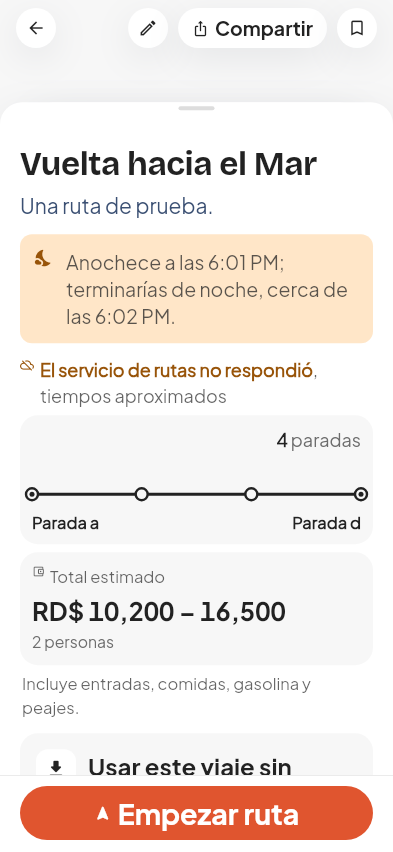 Compartir
Vuelta hacia el Mar
Una ruta de prueba.
Anochece a las 6:01 PM;
terminarías de noche, cerca de
las 6:02 PM.
El servicio de rutas no respondió,
tiempos aproximados
4 paradas
Parada a
Parada d
Total estimado
RD$ 10,200 – 16,500
2 personas
Incluye entradas, comidas, gasolina y
peajes.
Usar este viaje sin
Empezar ruta